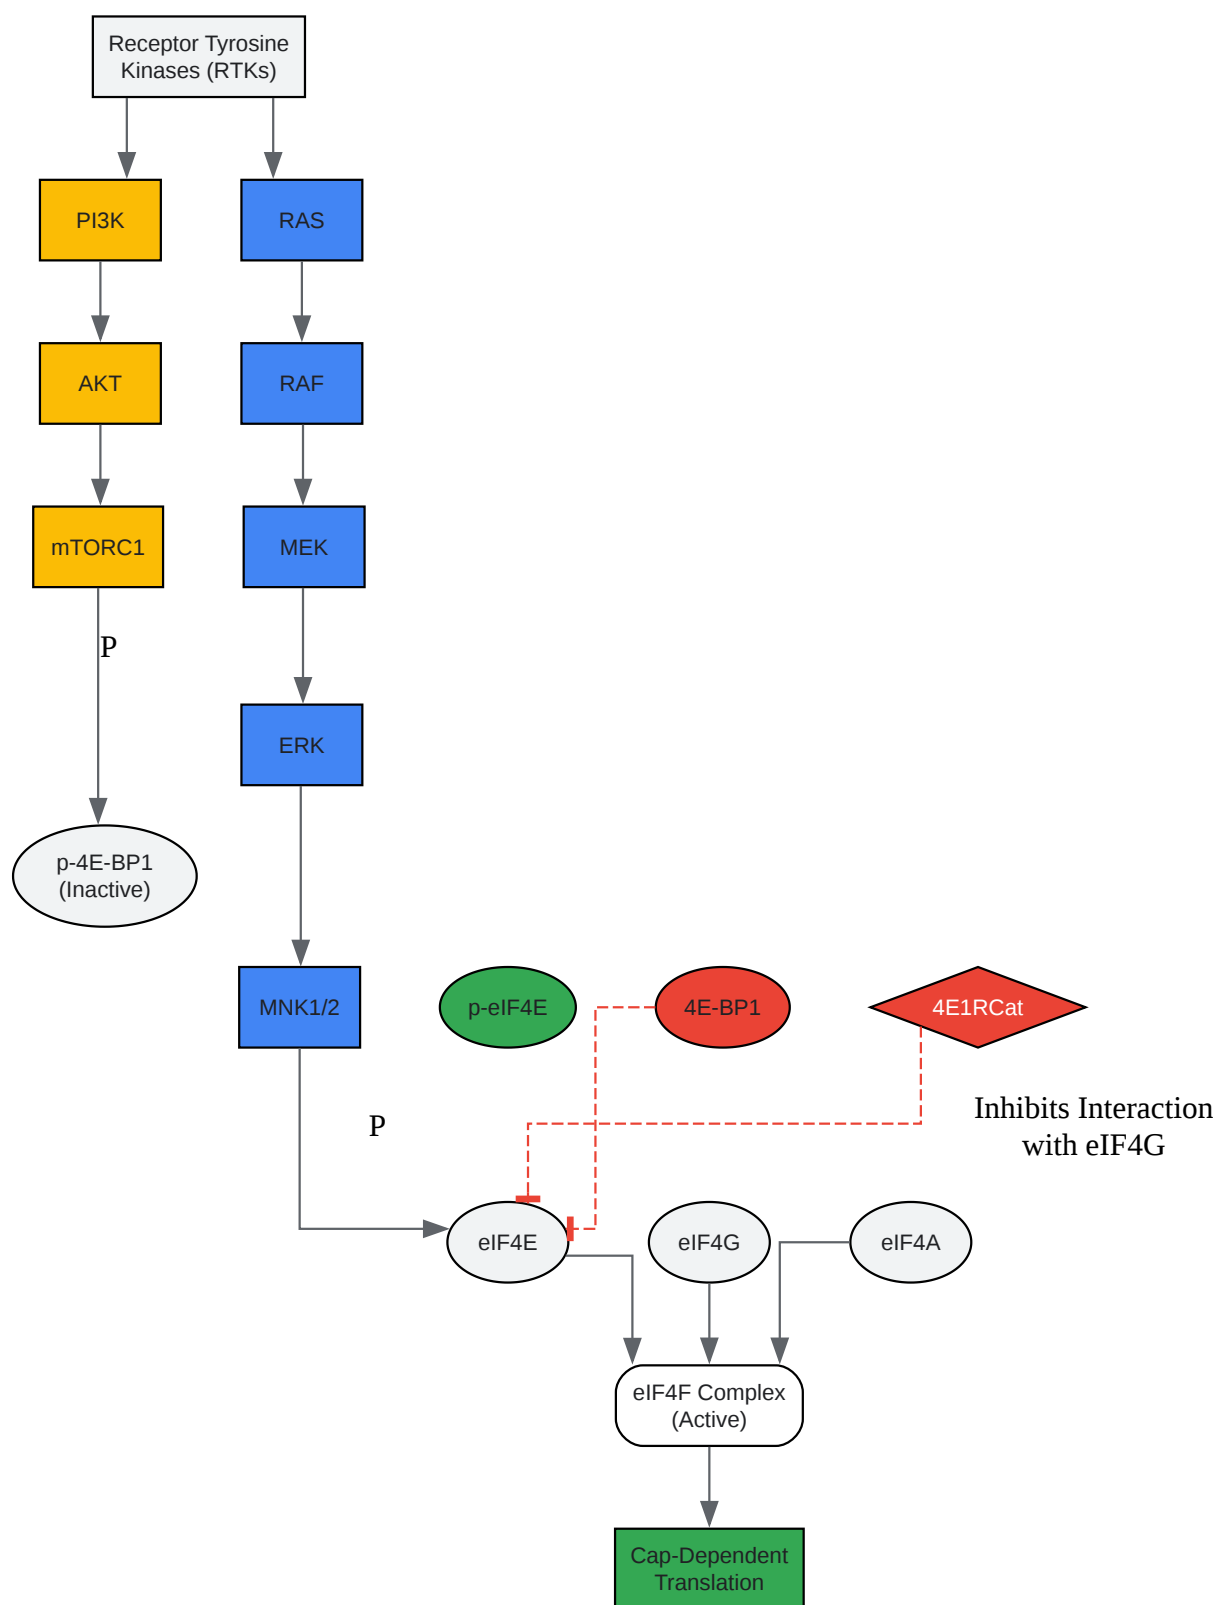 Receptor Tyrosine
Kinases (RTKs)
PI3K
RAS
AKT
RAF
mTORC1
MEK
P
ERK
p-4E-BP1
(Inactive)
MNK1/2
p-eIF4E
4E-BP1
4E1RCat
P
Inhibits Interaction
with eIF4G
eIF4E
eIF4G
eIF4A
eIF4F Complex
(Active)
Cap-Dependent
Translation